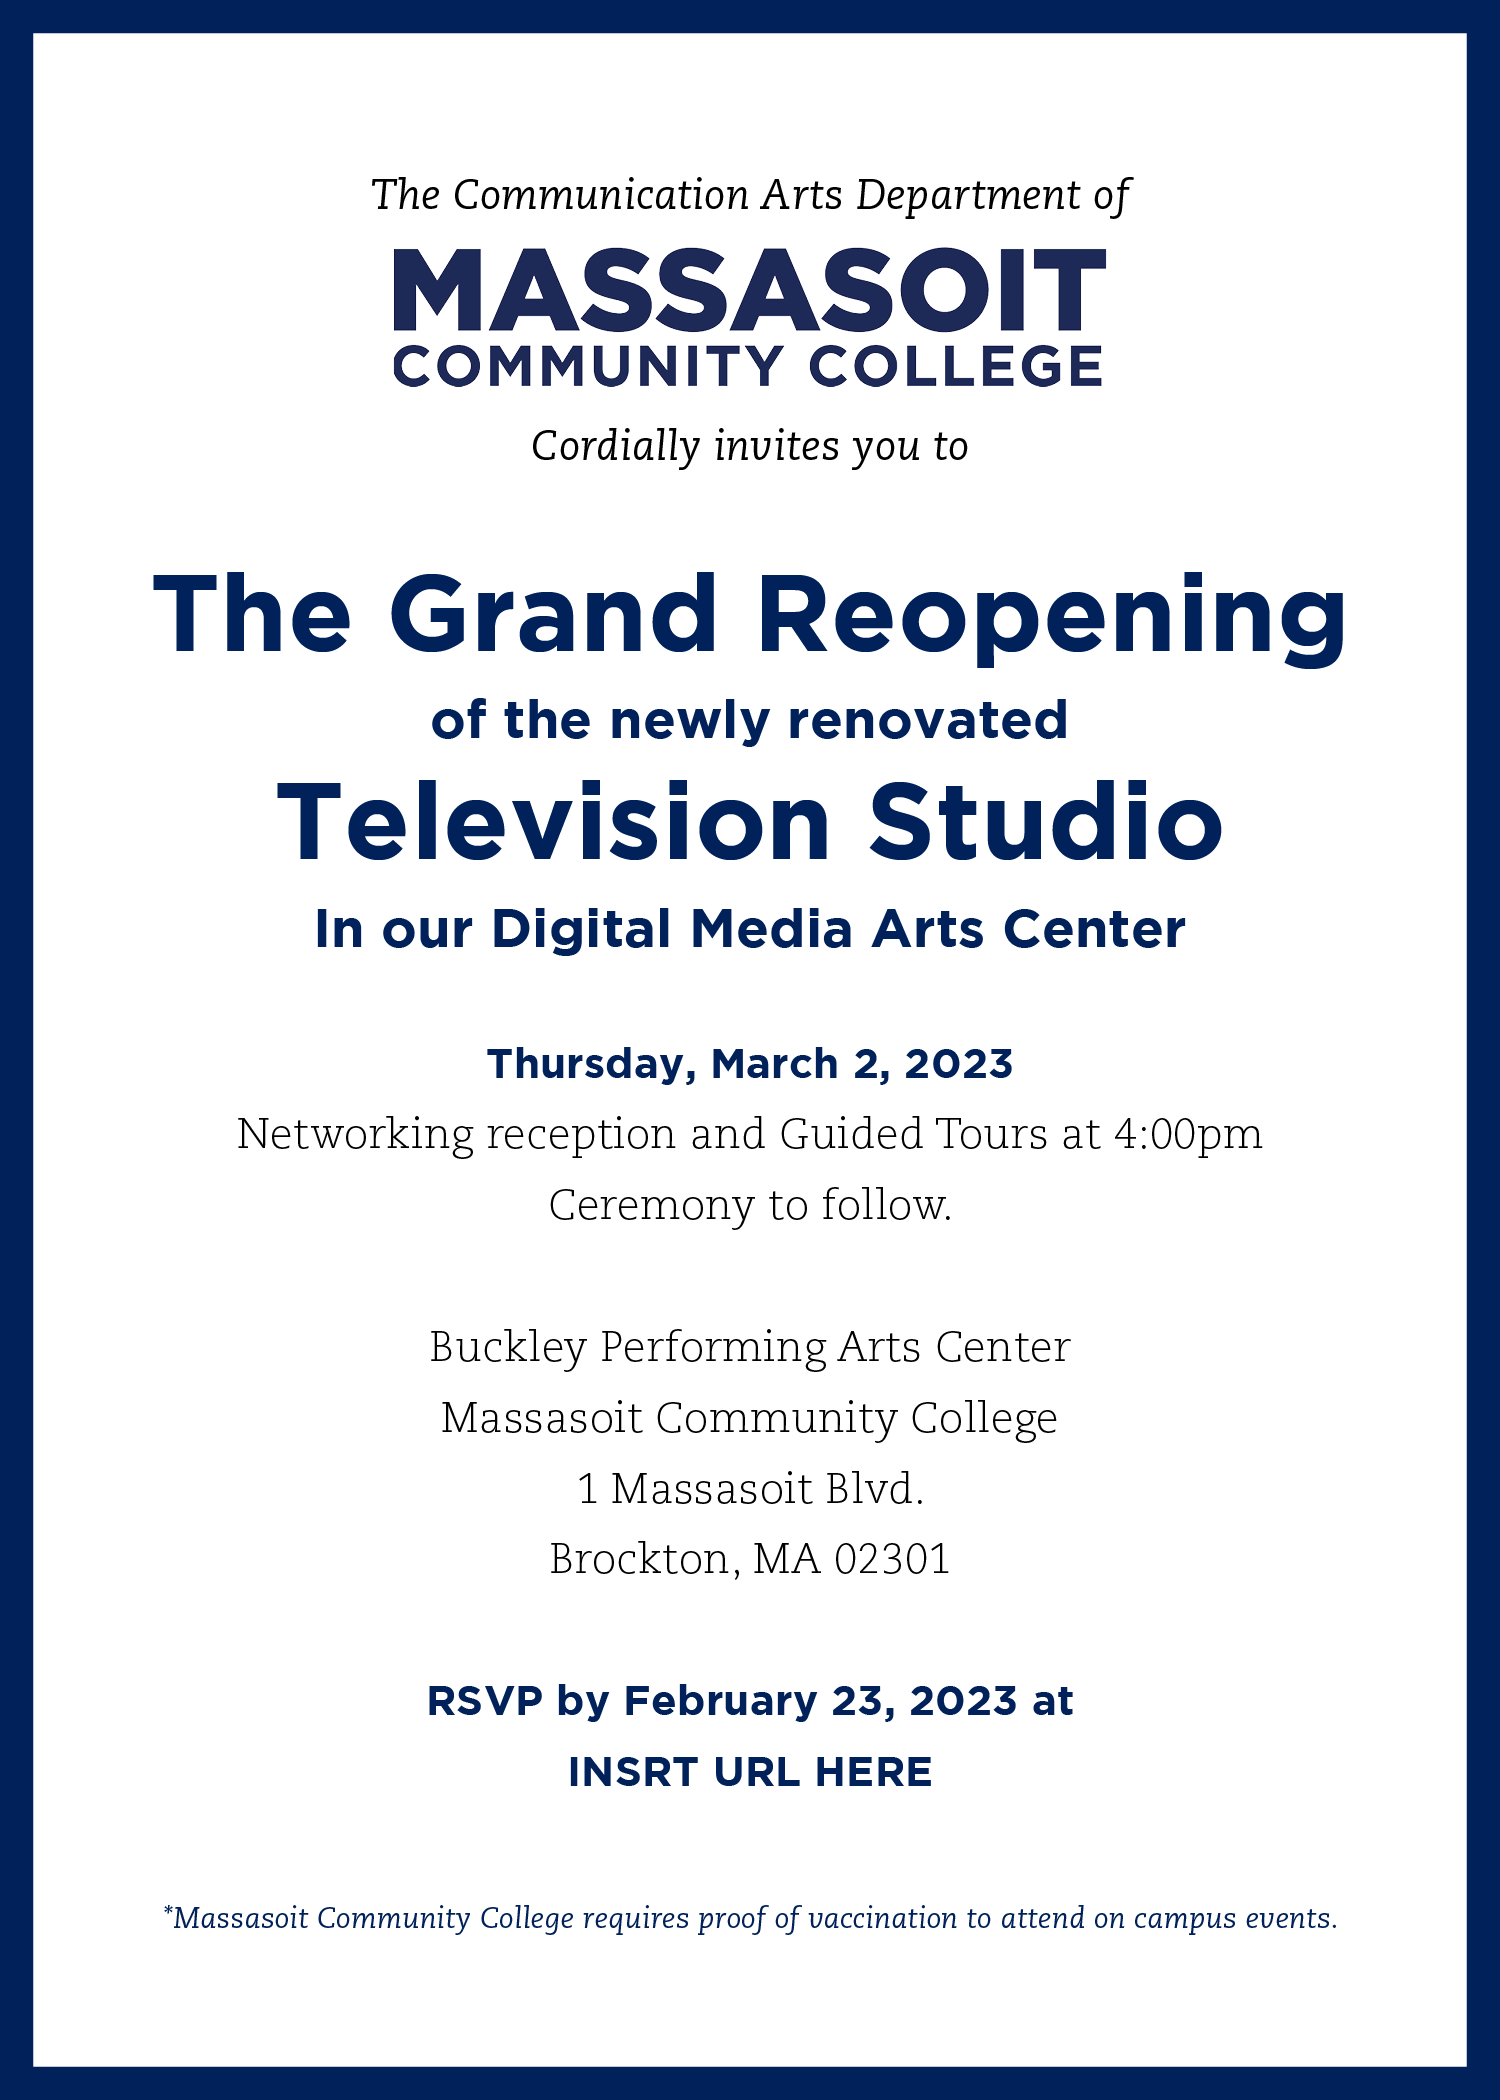 The Communication Arts Department of
MASSASOIT
COMMUNITY COLLEGE
Cordially invites you to
The Grand Reopening
of the newly renovated
Television Studio
In our Digital Media Arts Center
Thursday, March 2, 2023
Networking reception and Guided Tours at 4:00pm
Ceremony to follow.
Buckley Performing Arts Center
Massasoit Community College
1 Massasoit Blvd.
Brockton, MA 02301
RSVP by February 23, 2023 at
INSRT URL HERE
*Massasoit Community College requires proof of vaccination to attend on campus events.